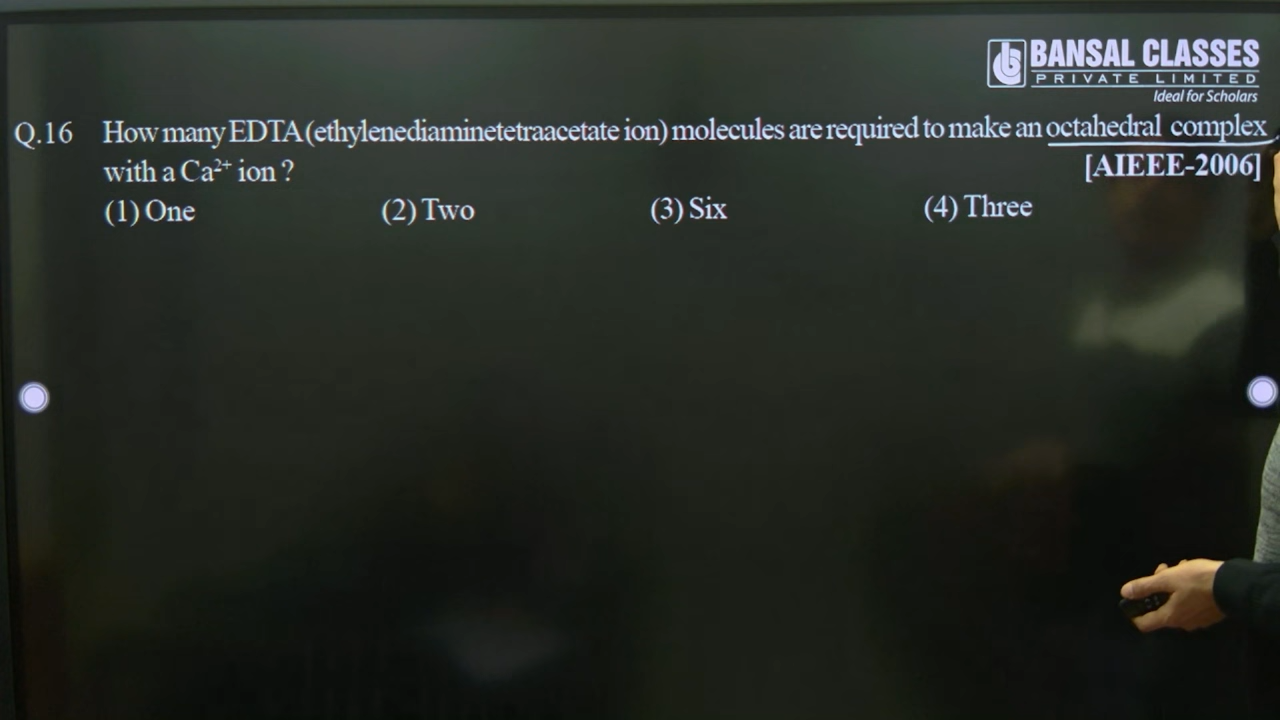 BANSAL CLASSES
PRIVATE LIMITED
Ideal for Scholars
Q.16 How many EDTA (ethylenediaminetetraacetate ion) molecules are required to make an octahedral complex
with a Ca²⁺ ion ? [AIEEE-2006]
(1) One (2) Two (3) Six (4) Three